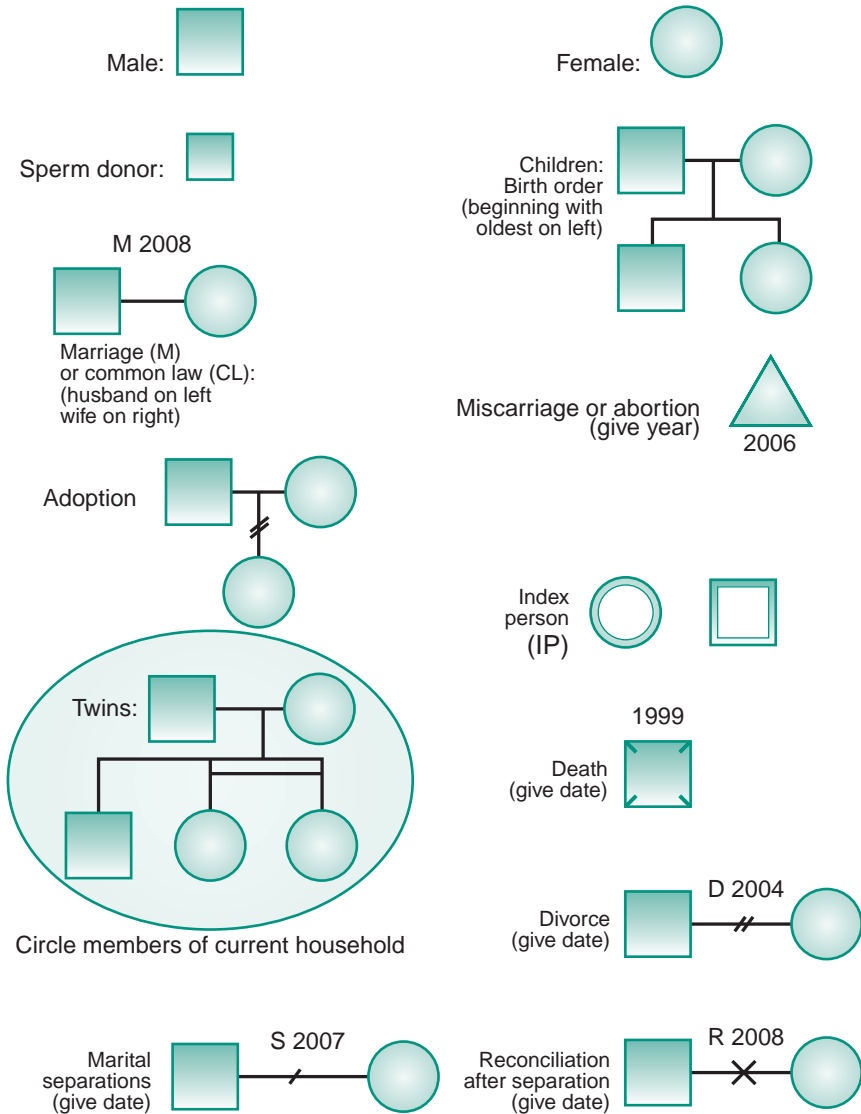 Male:
Female:
Sperm donor:
Children:
Birth order
(beginning with
oldest on left)
M 2008
Marriage (M)
or common law (CL):
(husband on left
wife on right)
Miscarriage or abortion
(give year)
2006
Adoption
Index
person
(IP)
Twins:
1999
Death
(give date)
Circle members of current household
D 2004
Divorce
(give date)
S 2007
Marital
separations
(give date)
R 2008
Reconciliation
after separation
(give date)